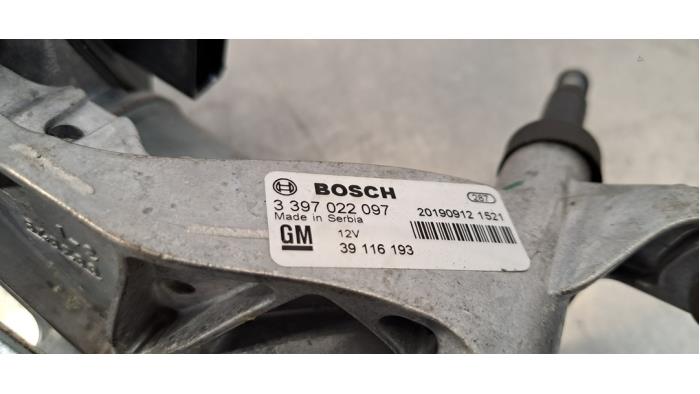 BOSCH 287
3 397 022 097 20190912 1521
Made in Serbia
GM 12V
39 116 193